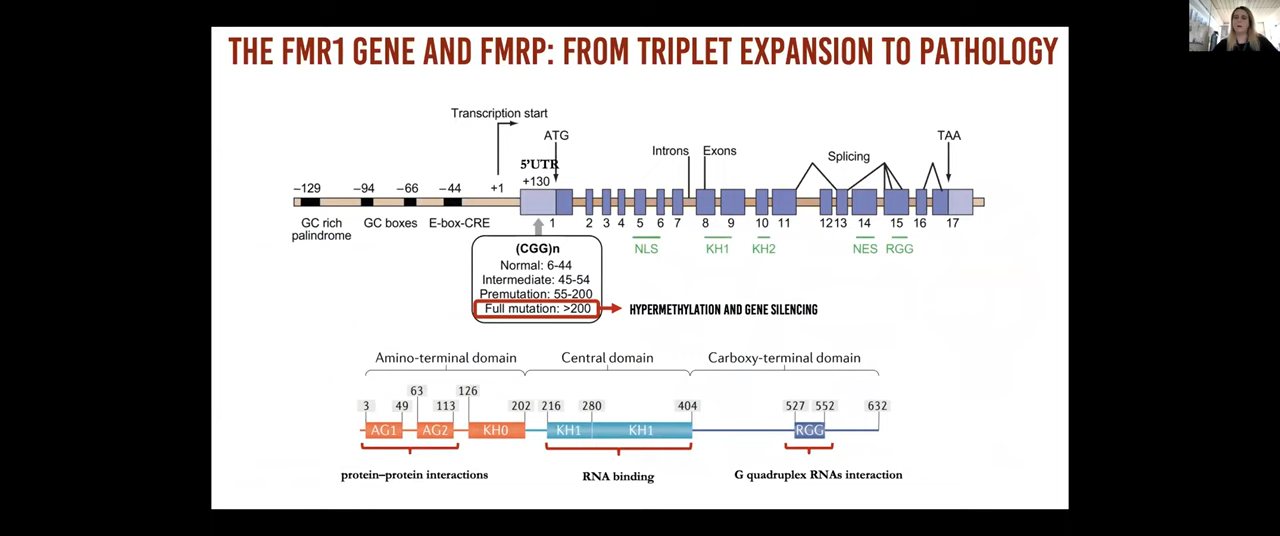 THE FMR1 GENE AND FMRP: FROM TRIPLET EXPANSION TO PATHOLOGY
Transcription start
ATG
TAA
5'UTR
Introns
Exons
Splicing
–129
–94
–66
–44
+1
+130
GC rich palindrome
GC boxes
E-box-CRE
1
2
3
4
5
6
7
8
9
10
11
12
13
14
15
16
17
NLS
KH1
KH2
NES
RGG
(CGG)n
Normal: 6-44
Intermediate: 45-54
Premutation: 55-200
Full mutation: >200
HYPERMETHYLATION AND GENE SILENCING
Amino-terminal domain
Central domain
Carboxy-terminal domain
3
49
63
113
126
202
216
280
404
527
552
632
AG1
AG2
KH0
KH1
KH1
RGG
protein–protein interactions
RNA binding
G quadruplex RNAs interaction